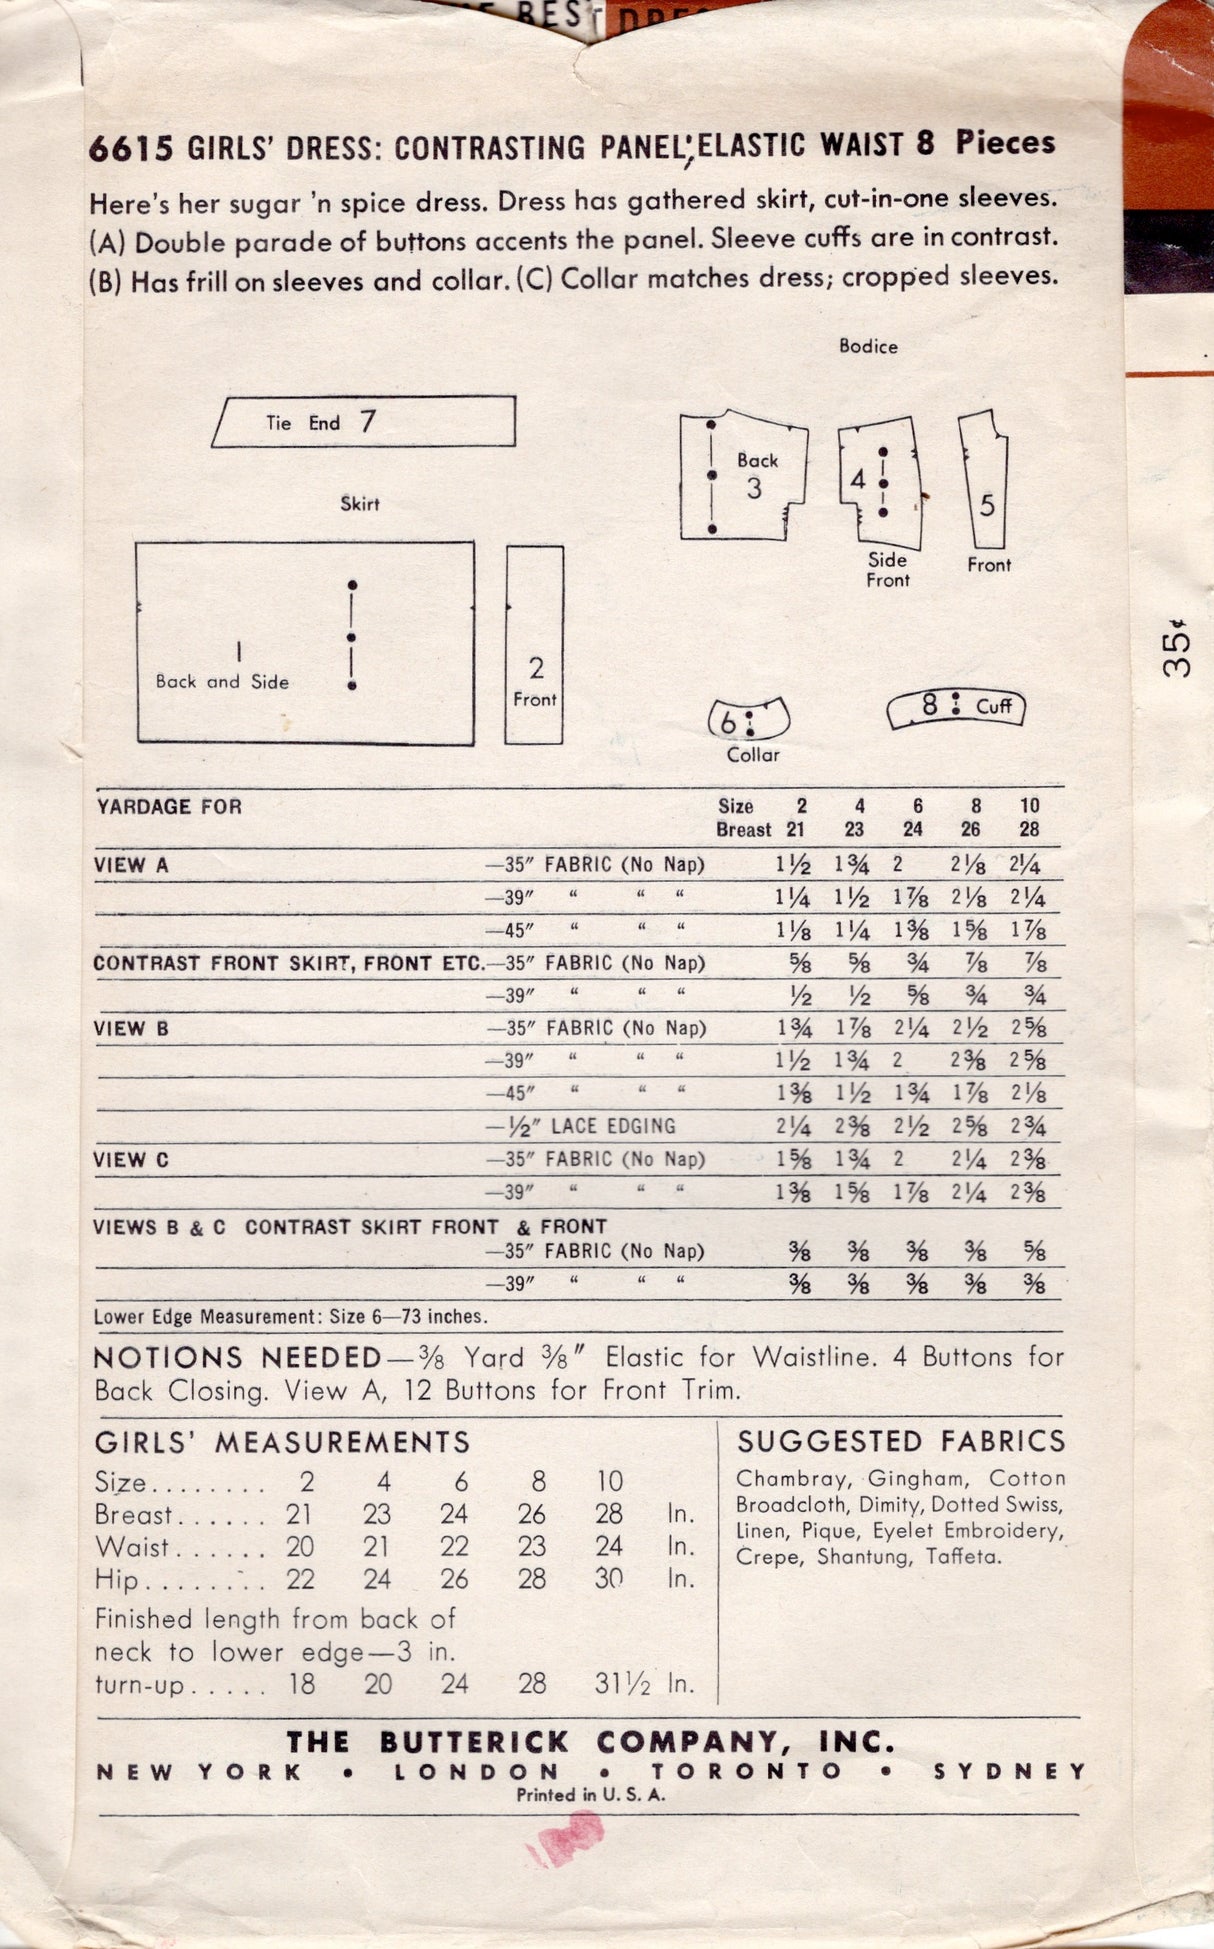 BEST DRE
6615 GIRLS' DRESS: CONTRASTING PANEL; ELASTIC WAIST 8 Pieces
Here's her sugar 'n spice dress. Dress has gathered skirt, cut-in-one sleeves.
(A) Double parade of buttons accents the panel. Sleeve cuffs are in contrast.
(B) Has frill on sleeves and collar. (C) Collar matches dress; cropped sleeves.
Bodice
Tie End 7
Back
3
4
5
Side
Front
Front
Skirt
1
Back and Side
2
Front
6
Collar
8 Cuff
35¢
YARDAGE FOR Size 2 4 6 8 10
Breast 21 23 24 26 28
VIEW A —35″ FABRIC (No Nap) 1½ 1¾ 2 2⅛ 2¼
—39″ “ “ “ 1¼ 1½ 1⅞ 2⅛ 2¼
—45″ “ “ “ 1⅛ 1¼ 1⅜ 1⅝ 1⅞
CONTRAST FRONT SKIRT, FRONT ETC.—35″ FABRIC (No Nap) ⅝ ⅝ ¾ ⅞ ⅞
—39″ “ “ “ ½ ½ ⅝ ¾ ¾
VIEW B —35″ FABRIC (No Nap) 1¾ 1⅞ 2¼ 2½ 2⅝
—39″ “ “ “ 1½ 1¾ 2 2⅜ 2⅝
—45″ “ “ “ 1⅜ 1½ 1¾ 1⅞ 2⅛
—½″ LACE EDGING 2¼ 2⅜ 2½ 2⅝ 2¾
VIEW C —35″ FABRIC (No Nap) 1⅝ 1¾ 2 2¼ 2⅜
—39″ “ “ “ 1⅜ 1⅝ 1⅞ 2¼ 2⅜
VIEWS B & C CONTRAST SKIRT FRONT & FRONT
—35″ FABRIC (No Nap) ⅜ ⅜ ⅜ ⅜ ⅝
—39″ “ “ “ ⅜ ⅜ ⅜ ⅜ ⅜
Lower Edge Measurement: Size 6—73 inches.
NOTIONS NEEDED—⅜ Yard ⅜″ Elastic for Waistline. 4 Buttons for
Back Closing. View A, 12 Buttons for Front Trim.
GIRLS' MEASUREMENTS
Size........ 2 4 6 8 10
Breast...... 21 23 24 26 28 In.
Waist...... 20 21 22 23 24 In.
Hip........ 22 24 26 28 30 In.
Finished length from back of
neck to lower edge—3 in.
turn-up..... 18 20 24 28 31½ In.
SUGGESTED FABRICS
Chambray, Gingham, Cotton
Broadcloth, Dimity, Dotted Swiss,
Linen, Pique, Eyelet Embroidery,
Crepe, Shantung, Taffeta.
THE BUTTERICK COMPANY, INC.
NEW YORK • LONDON • TORONTO • SYDNEY
Printed in U. S. A.